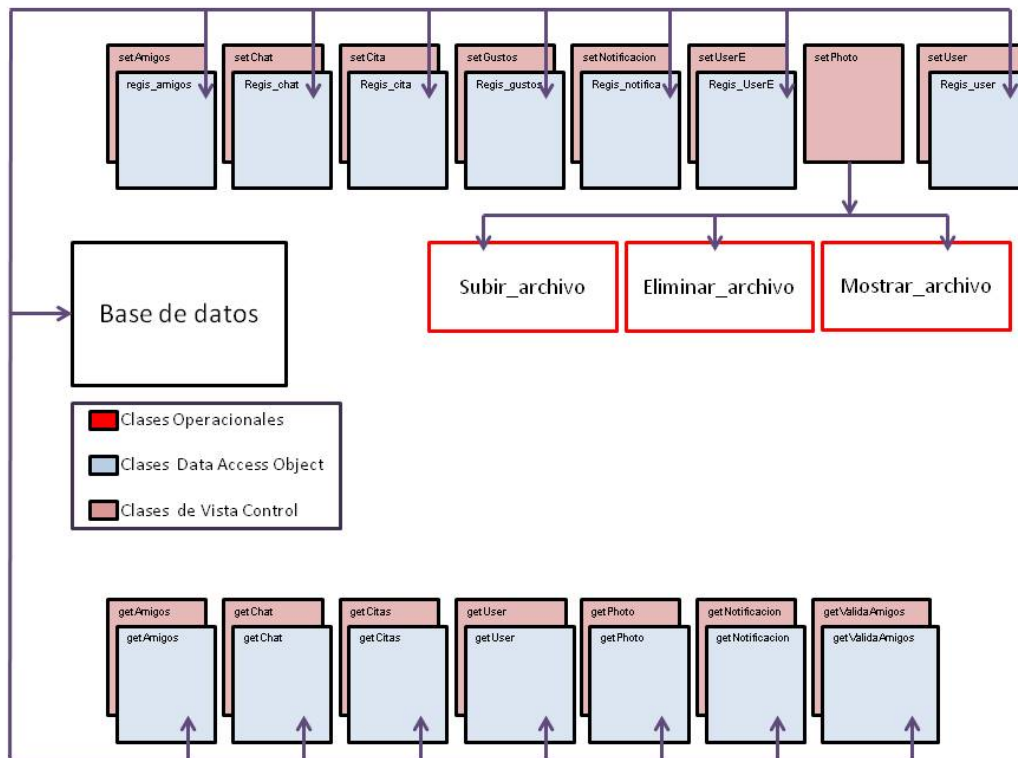 setAmigos
setChat
setCita
setGustos
setNotificacion
setUserE
setPhoto
setUser
regis_amigos
Regis_chat
Regis_cita
Regis_gustos
Regis_notifica
Regis_UserE
Regis_user
Subir_archivo
Eliminar_archivo
Mostrar_archivo
Base de datos
Clases Operacionales
Clases Data Access Object
Clases de Vista Control
getAmigos
getChat
getCitas
getUser
getPhoto
getNotificacion
getValidaAmigos
getAmigos
getChat
getCitas
getUser
getPhoto
getNotificacion
getValidaAmigos